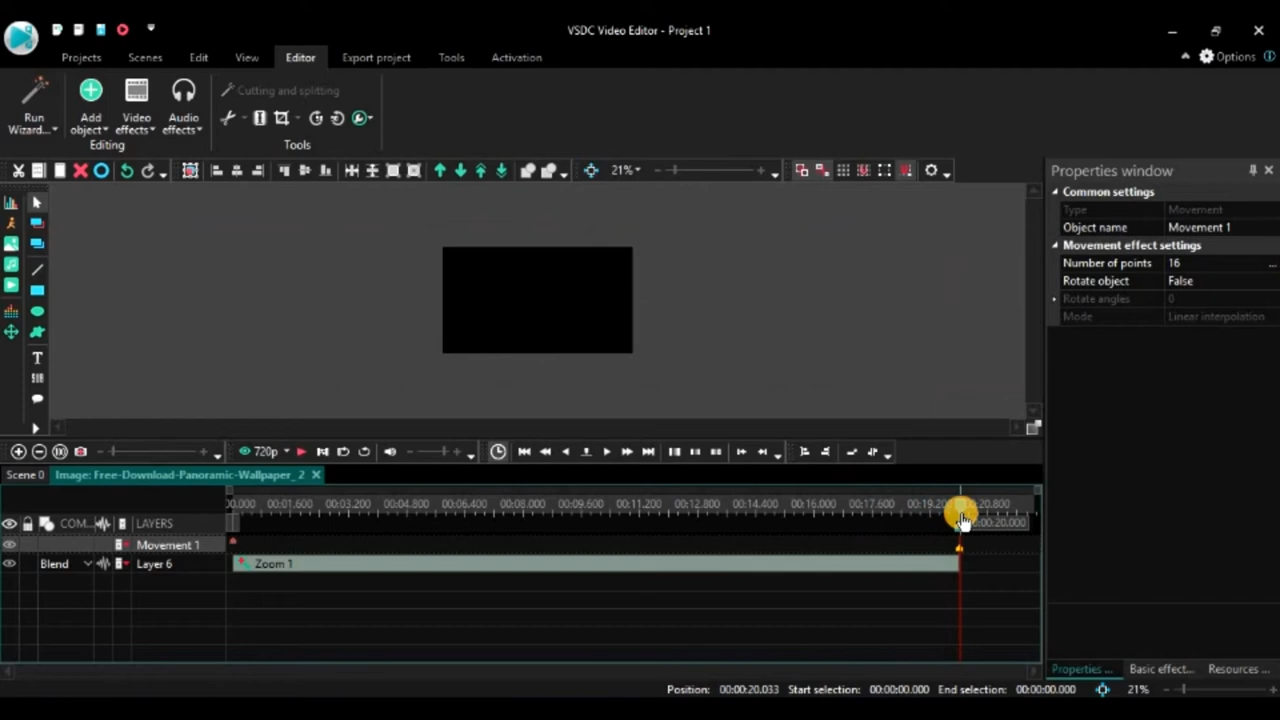 VSDC Video Editor - Project 1
Projects Scenes Edit View Editor Export project Tools Activation Options
Cutting and splitting
Run Wizard... Add object Video effects Audio effects
Editing Tools
21%
Properties window
Common settings
Type Movement
Object name Movement 1
Movement effect settings
Number of points 16 ...
Rotate object False
Rotate angles 0
Mode Linear interpolation
T
SUB
720p
Scene 0 Image: Free-Download-Panoramic-Wallpaper_2
0.000 00:01.600 00:03.200 00:04.800 00:06.400 00:08.000 00:09.600 00:11.200 00:12.800 00:14.400 00:16.000 00:17.600 00:19.200 0:20.800
COM... LAYERS :00:20.000
Movement 1
Blend Layer 6 Zoom 1
Properties ... Basic effect... Resources ...
Position: 00:00:20.033 Start selection: 00:00:00.000 End selection: 00:00:00.000 21%